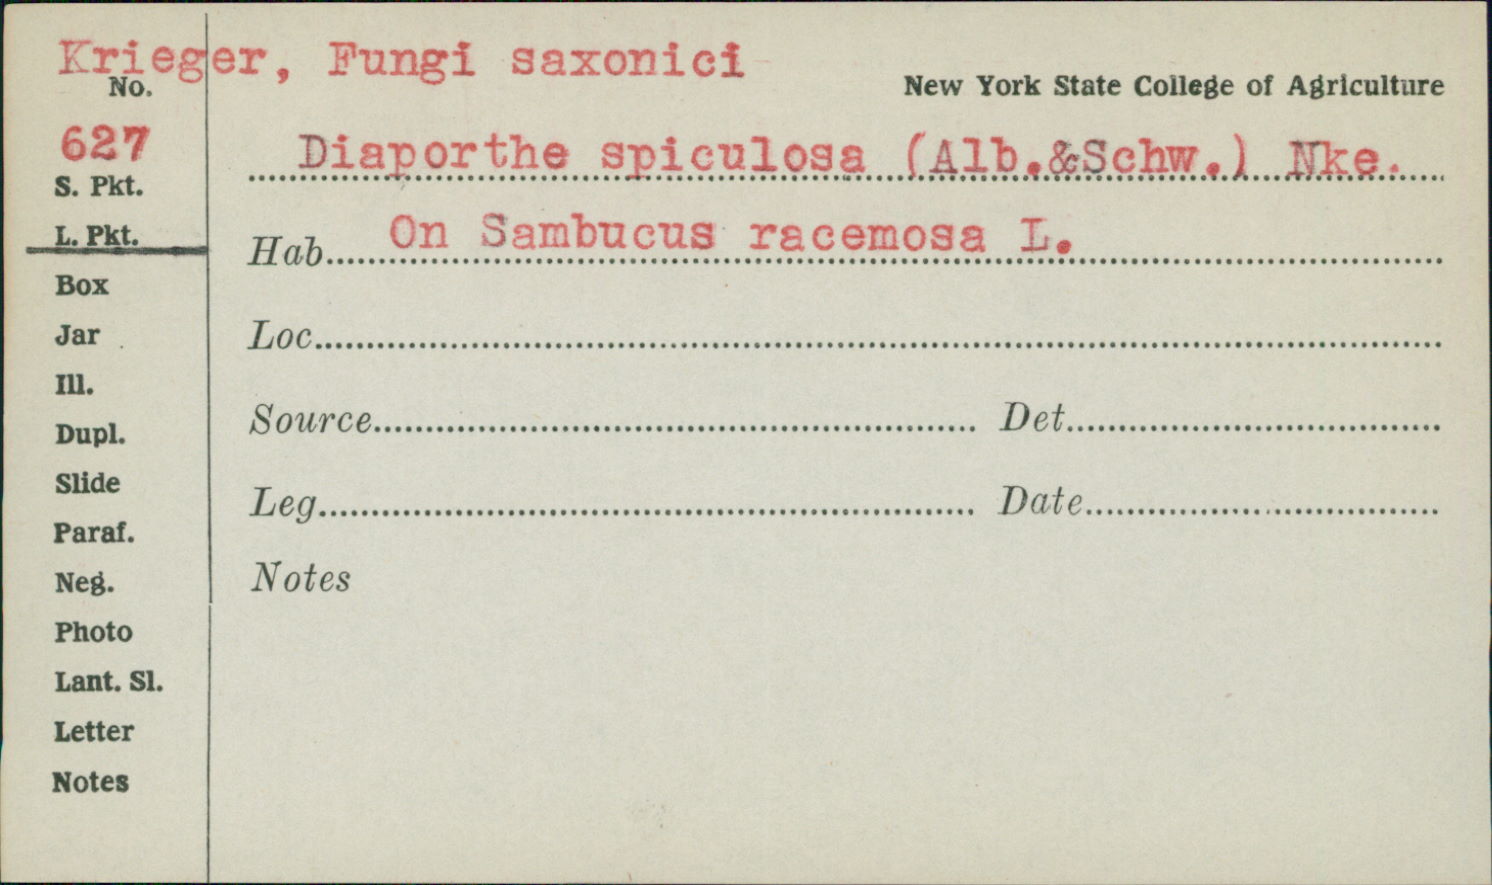 Krieger, Fungi saxonici
No.
New York State College of Agriculture
627
Diaporthe spiculosa (Alb.&Schw.) Nke.
S. Pkt.
L. Pkt.
Hab. On Sambucus racemosa L.
Box
Jar
Loc.
Ill.
Source. Det.
Dupl.
Slide
Leg. Date
Paraf.
Neg.
Notes
Photo
Lant. Sl.
Letter
Notes